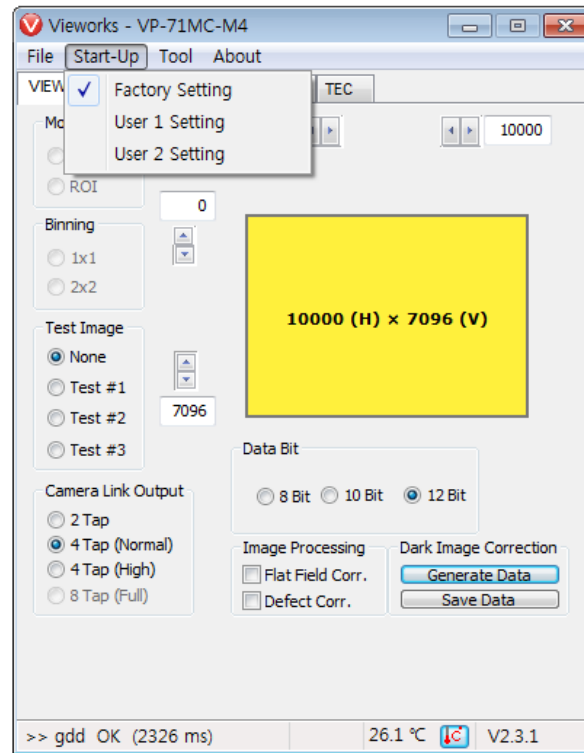 Vieworks - VP-71MC-M4
File Start-Up Tool About
VIEW TEC
Factory Setting
User 1 Setting
User 2 Setting
10000
ROI
0
Binning
1x1
2x2
10000 (H) × 7096 (V)
Test Image
None
Test #1
Test #2
Test #3
7096
Data Bit
8 Bit 10 Bit 12 Bit
Camera Link Output
2 Tap
4 Tap (Normal)
4 Tap (High)
8 Tap (Full)
Image Processing
Flat Field Corr.
Defect Corr.
Dark Image Correction
Generate Data
Save Data
>> gdd OK (2326 ms) 26.1 ℃ V2.3.1